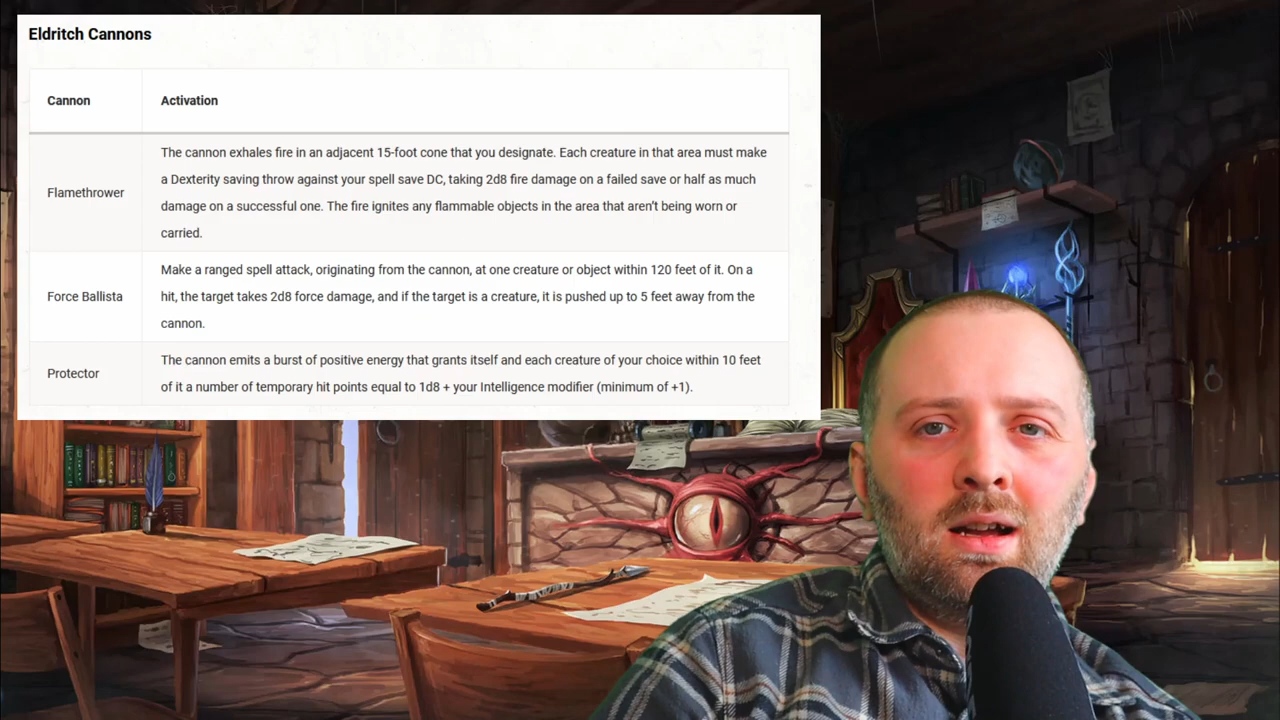 Eldritch Cannons
Cannon
Activation
Flamethrower
The cannon exhales fire in an adjacent 15-foot cone that you designate. Each creature in that area must make
a Dexterity saving throw against your spell save DC, taking 2d8 fire damage on a failed save or half as much
damage on a successful one. The fire ignites any flammable objects in the area that aren't being worn or
carried.
Force Ballista
Make a ranged spell attack, originating from the cannon, at one creature or object within 120 feet of it. On a
hit, the target takes 2d8 force damage, and if the target is a creature, it is pushed up to 5 feet away from the
cannon.
Protector
The cannon emits a burst of positive energy that grants itself and each creature of your choice within 10 feet
of it a number of temporary hit points equal to 1d8 + your Intelligence modifier (minimum of +1).